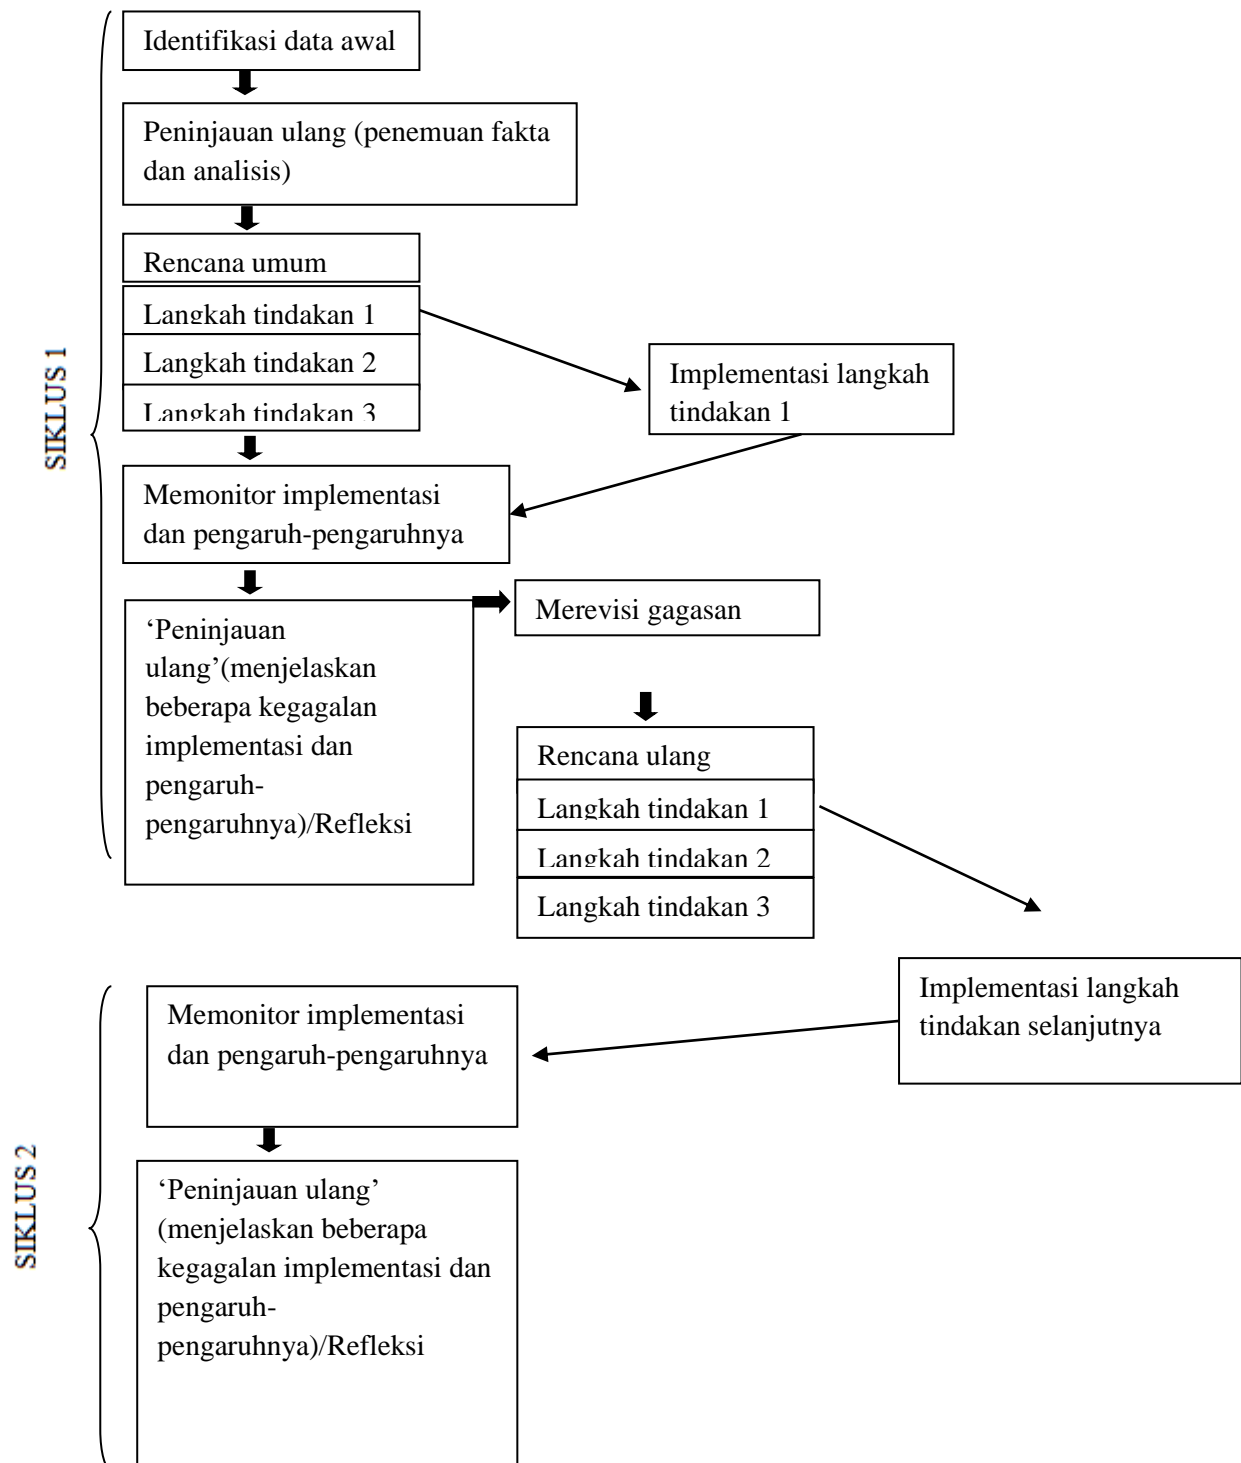 SIKLUS 1
Identifikasi data awal
Peninjauan ulang (penemuan fakta
dan analisis)
Rencana umum
Langkah tindakan 1
Langkah tindakan 2
Langkah tindakan 3
Implementasi langkah
tindakan 1
Memonitor implementasi
dan pengaruh-pengaruhnya
‘Peninjauan
ulang’(menjelaskan
beberapa kegagalan
implementasi dan
pengaruh-
pengaruhnya)/Refleksi
Merevisi gagasan
Rencana ulang
Langkah tindakan 1
Langkah tindakan 2
Langkah tindakan 3
Implementasi langkah
tindakan selanjutnya
SIKLUS 2
Memonitor implementasi
dan pengaruh-pengaruhnya
‘Peninjauan ulang’
(menjelaskan beberapa
kegagalan implementasi dan
pengaruh-
pengaruhnya)/Refleksi